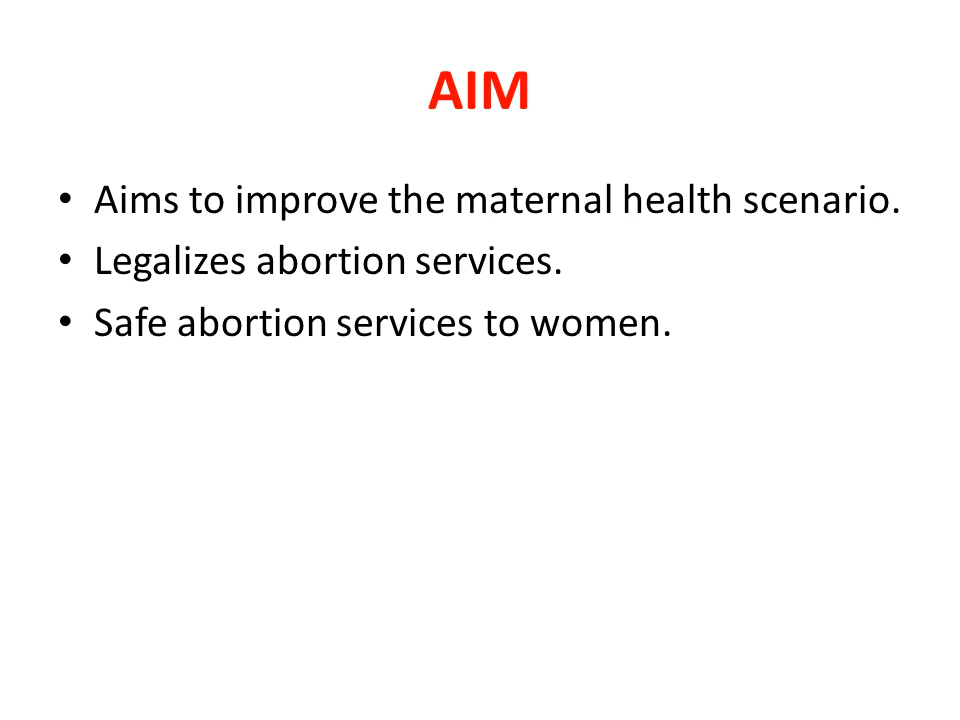 AIM
• Aims to improve the maternal health scenario.
• Legalizes abortion services.
• Safe abortion services to women.